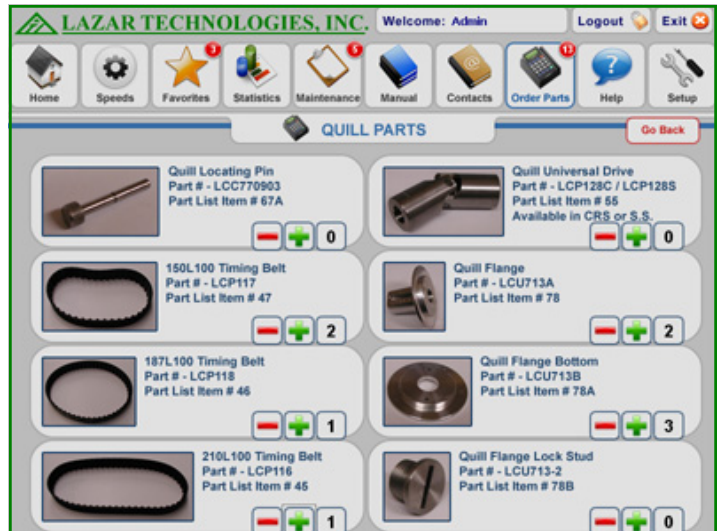 LAZAR TECHNOLOGIES, INC.
Welcome: Admin
Logout
Exit
Home
Speeds
3
Favorites
Statistics
5
Maintenance
Manual
Contacts
13
Order Parts
Help
Setup
QUILL PARTS
Go Back
Quill Locating Pin
Part # - LCC770903
Part List Item # 67A
0
Quill Universal Drive
Part # - LCP128C / LCP128S
Part List Item # 55
Available in CRS or S.S.
0
150L100 Timing Belt
Part # - LCP117
Part List Item # 47
2
Quill Flange
Part # - LCU713A
Part List Item # 78
2
187L100 Timing Belt
Part # - LCP118
Part List Item # 46
1
Quill Flange Bottom
Part # - LCU713B
Part List Item # 78A
3
210L100 Timing Belt
Part # - LCP116
Part List Item # 45
1
Quill Flange Lock Stud
Part # - LCU713-2
Part List Item # 78B
0